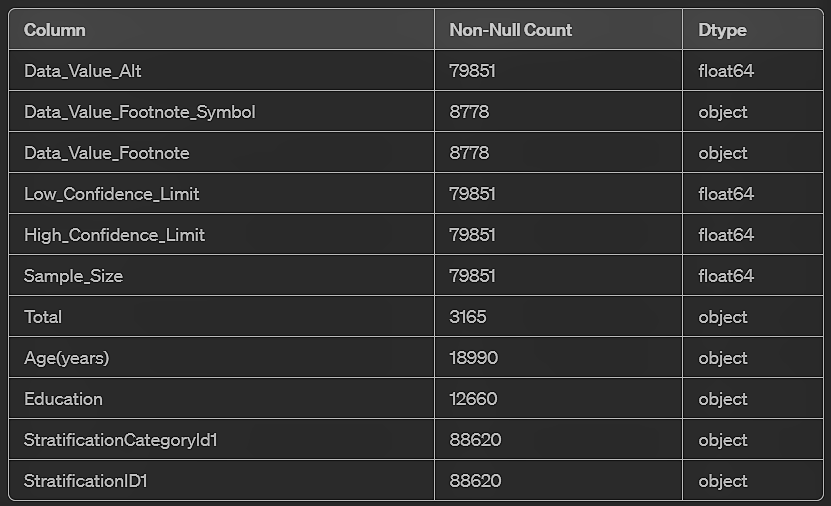 Column Non-Null Count Dtype
Data_Value_Alt 79851 float64
Data_Value_Footnote_Symbol 8778 object
Data_Value_Footnote 8778 object
Low_Confidence_Limit 79851 float64
High_Confidence_Limit 79851 float64
Sample_Size 79851 float64
Total 3165 object
Age(years) 18990 object
Education 12660 object
StratificationCategoryId1 88620 object
StratificationID1 88620 object